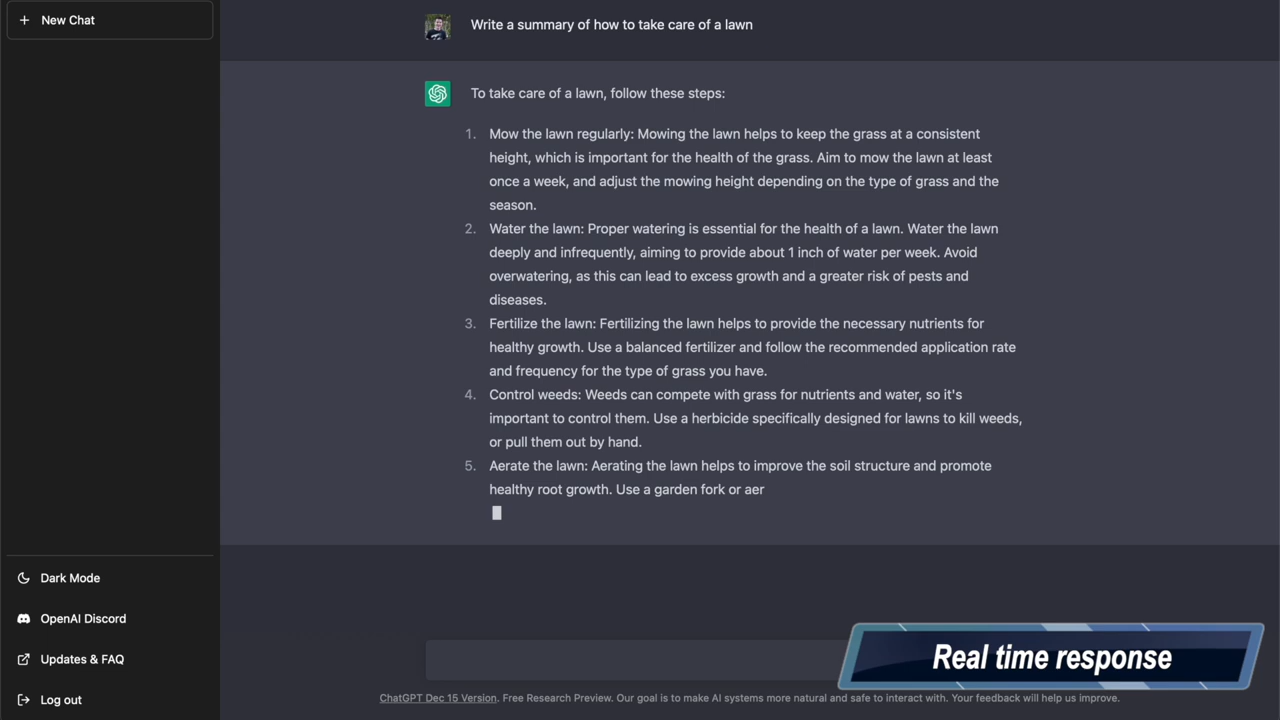 New Chat
Write a summary of how to take care of a lawn
To take care of a lawn, follow these steps:
1. Mow the lawn regularly: Mowing the lawn helps to keep the grass at a consistent
height, which is important for the health of the grass. Aim to mow the lawn at least
once a week, and adjust the mowing height depending on the type of grass and the
season.
2. Water the lawn: Proper watering is essential for the health of a lawn. Water the lawn
deeply and infrequently, aiming to provide about 1 inch of water per week. Avoid
overwatering, as this can lead to excess growth and a greater risk of pests and
diseases.
3. Fertilize the lawn: Fertilizing the lawn helps to provide the necessary nutrients for
healthy growth. Use a balanced fertilizer and follow the recommended application rate
and frequency for the type of grass you have.
4. Control weeds: Weeds can compete with grass for nutrients and water, so it's
important to control them. Use a herbicide specifically designed for lawns to kill weeds,
or pull them out by hand.
5. Aerate the lawn: Aerating the lawn helps to improve the soil structure and promote
healthy root growth. Use a garden fork or aer
Dark Mode
OpenAI Discord
Updates & FAQ
Log out
Real time response
ChatGPT Dec 15 Version. Free Research Preview. Our goal is to make AI systems more natural and safe to interact with. Your feedback will help us improve.